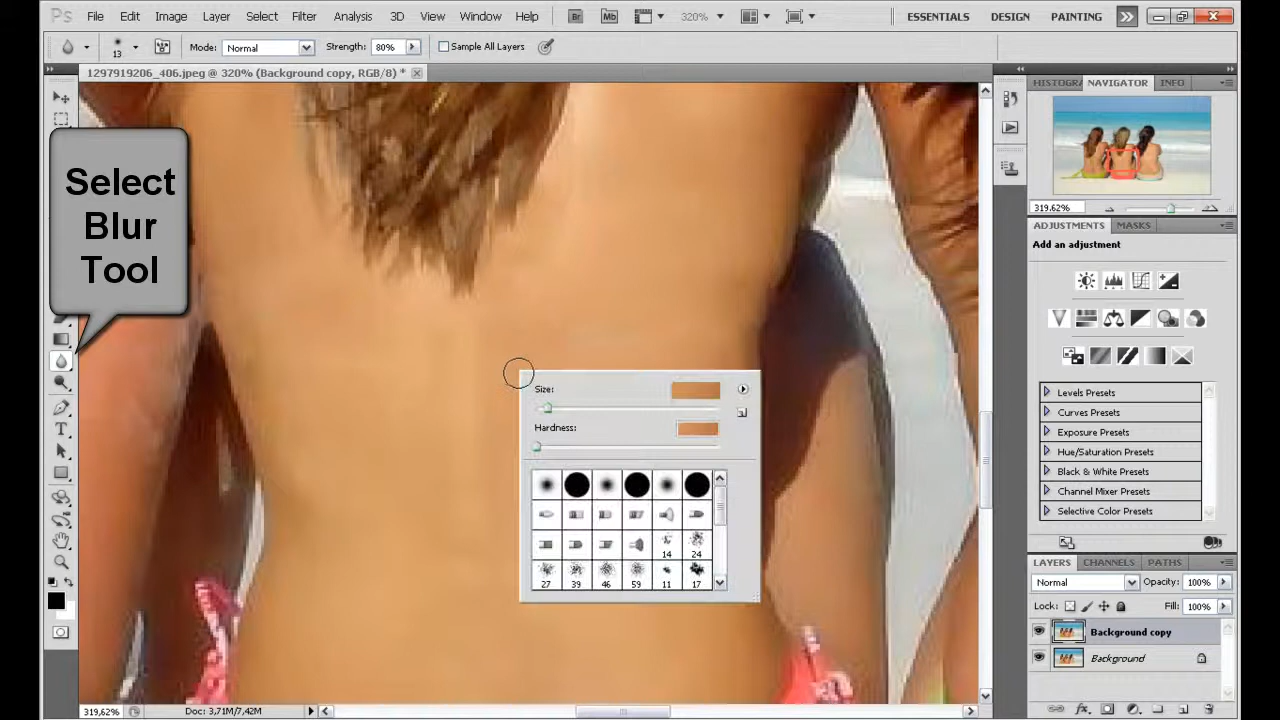 Ps File Edit Image Layer Select Filter Analysis 3D View Window Help Br Mb 320% ESSENTIALS DESIGN PAINTING
13 Mode: Normal Strength: 80% Sample All Layers
1297919206_406.jpeg @ 320% (Background copy, RGB/8) *
Select
Blur
Tool
Size:
Hardness:
14 24
27 39 46 59 11 17
HISTOGRA NAVIGATOR INFO
319.62%
ADJUSTMENTS MASKS
Add an adjustment
Levels Presets
Curves Presets
Exposure Presets
Hue/Saturation Presets
Black & White Presets
Channel Mixer Presets
Selective Color Presets
LAYERS CHANNELS PATHS
Normal Opacity: 100%
Lock: Fill: 100%
Background copy
Background
319,62% Doc: 3,71M/7,42M